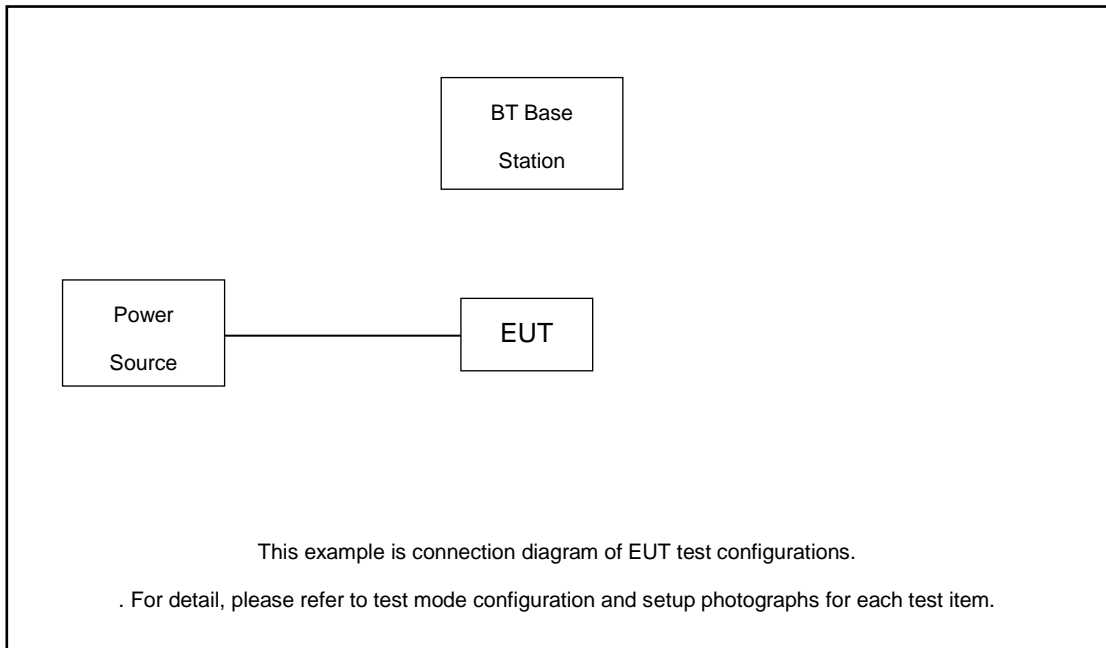 BT Base
Station
Power
Source
EUT
This example is connection diagram of EUT test configurations.
. For detail, please refer to test mode configuration and setup photographs for each test item.